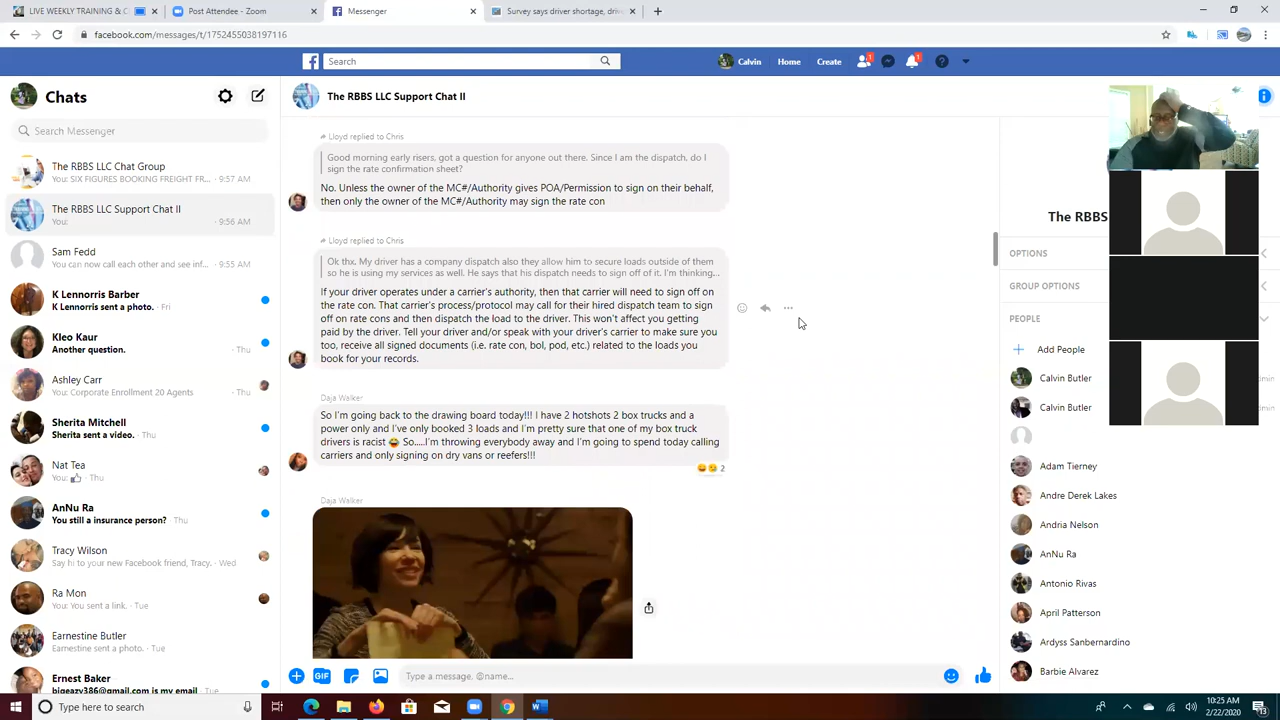 LIVE WEEKLY TRAINING & C
Post Attendee - Zoom
Messenger
Survey says driver shortage, drive
facebook.com/messages/t/1752455038197116
Search
Calvin
Home
Create
1
1
Chats
Search Messenger
The RBBS LLC Chat Group
You: SIX FIGURES BOOKING FREIGHT FR... · 9:57 AM
The RBBS LLC Support Chat II
You: · 9:56 AM
Sam Fedd
You can now call each other and see inf... · 9:55 AM
K Lennorris Barber
K Lennorris sent a photo. · Fri
Kleo Kaur
Another question. · Thu
Ashley Carr
You: Corporate Enrollment 20 Agents · Thu
Sherita Mitchell
Sherita sent a video. · Thu
Nat Tea
You: 👍 · Thu
AnNu Ra
You still a insurance person? · Thu
Tracy Wilson
Say hi to your new Facebook friend, Tracy. · Wed
Ra Mon
You: You sent a link. · Tue
Earnestine Butler
Earnestine sent a photo. · Tue
Ernest Baker
bigeazy386@gmail.com is my email · Tue
The RBBS LLC Support Chat II
Lloyd replied to Chris
Good morning early risers, got a question for anyone out there. Since I am the dispatch, do I
sign the rate confirmation sheet?
No. Unless the owner of the MC#/Authority gives POA/Permission to sign on their behalf,
then only the owner of the MC#/Authority may sign the rate con
Lloyd replied to Chris
Ok thx. My driver has a company dispatch also they allow him to secure loads outside of them
so he is using my services as well. He says that his dispatch needs to sign off of it. I'm thinking...
If your driver operates under a carrier's authority, then that carrier will need to sign off on
the rate con. That carrier's process/protocol may call for their hired dispatch team to sign
off on rate cons and then dispatch the load to the driver. This won't affect you getting
paid by the driver. Tell your driver and/or speak with your driver's carrier to make sure you
too, receive all signed documents (i.e. rate con, bol, pod, etc.) related to the loads you
book for your records.
Daja Walker
So I'm going back to the drawing board today!!! I have 2 hotshots 2 box trucks and a
power only and I've only booked 3 loads and I'm pretty sure that one of my box truck
drivers is racist 😂 So.....I'm throwing everybody away and I'm going to spend today calling
carriers and only signing on dry vans or reefers!!!
2
Daja Walker
GIF
Type a message, @name...
The RBBS
OPTIONS
GROUP OPTIONS
PEOPLE
Add People
Calvin Butler
dmin
Calvin Butler
dmin
Adam Tierney
Andre Derek Lakes
Andria Nelson
AnNu Ra
Antonio Rivas
April Patterson
Ardyss Sanbernardino
Barbie Alvarez
Type here to search
10:25 AM
2/22/2020